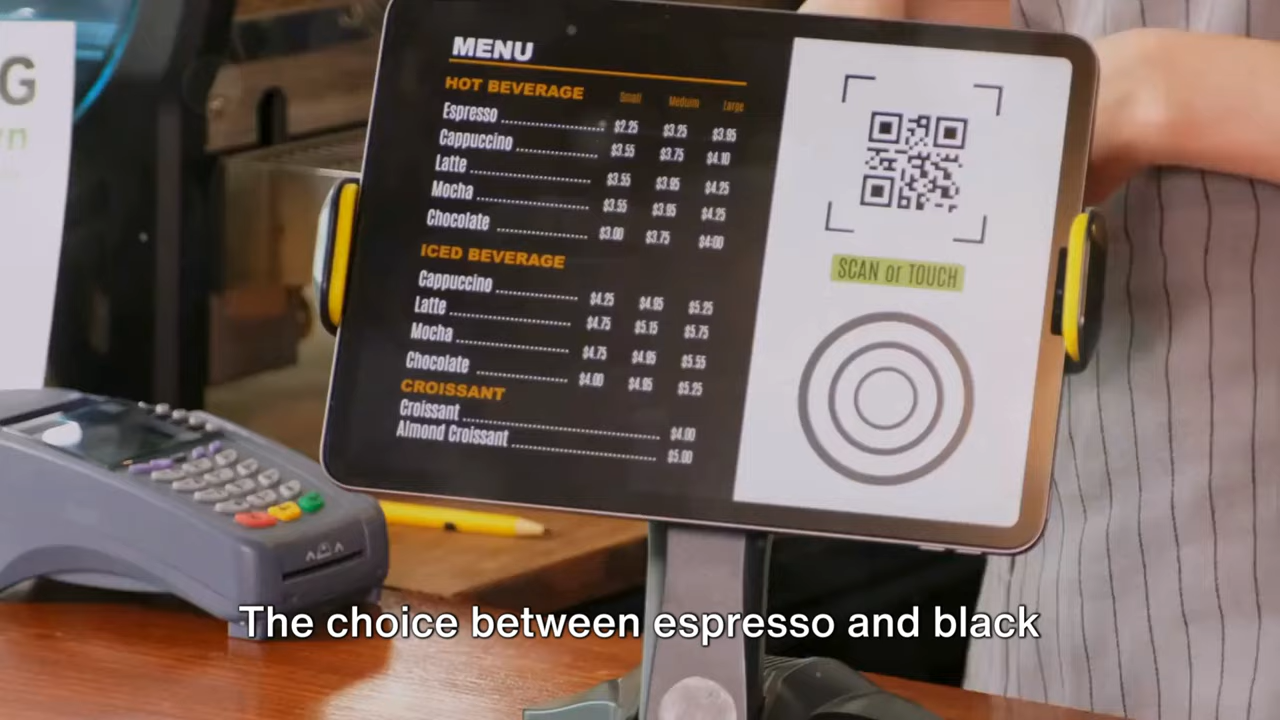 G
rn
MENU
HOT BEVERAGE Small Meduim Large
Espresso $2.25 $3.25 $3.95
Cappuccino $3.55 $3.75 $4.10
Latte $3.55 $3.95 $4.25
Mocha $3.55 $3.95 $4.25
Chocolate $3.00 $3.75 $4:00
ICED BEVERAGE
Cappuccino $4.25 $4.95 $5.25
Latte $4.75 $5.15 $5.75
Mocha $4.75 $4.95 $5.55
Chocolate $4.00 $4.95 $5.25
CROISSANT
Croissant $4.00
Almond Croissant $5.00
SCAN or TOUCH
The choice between espresso and black